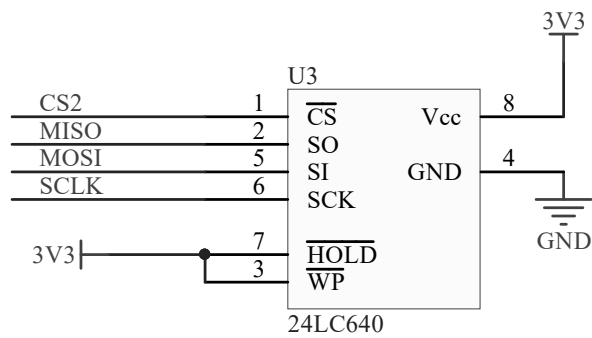 3V3
U3
CS2 1 CS Vcc 8
MISO 2 SO
MOSI 5 SI GND 4
SCLK 6 SCK
GND
3V3 7 HOLD
3 WP
24LC640